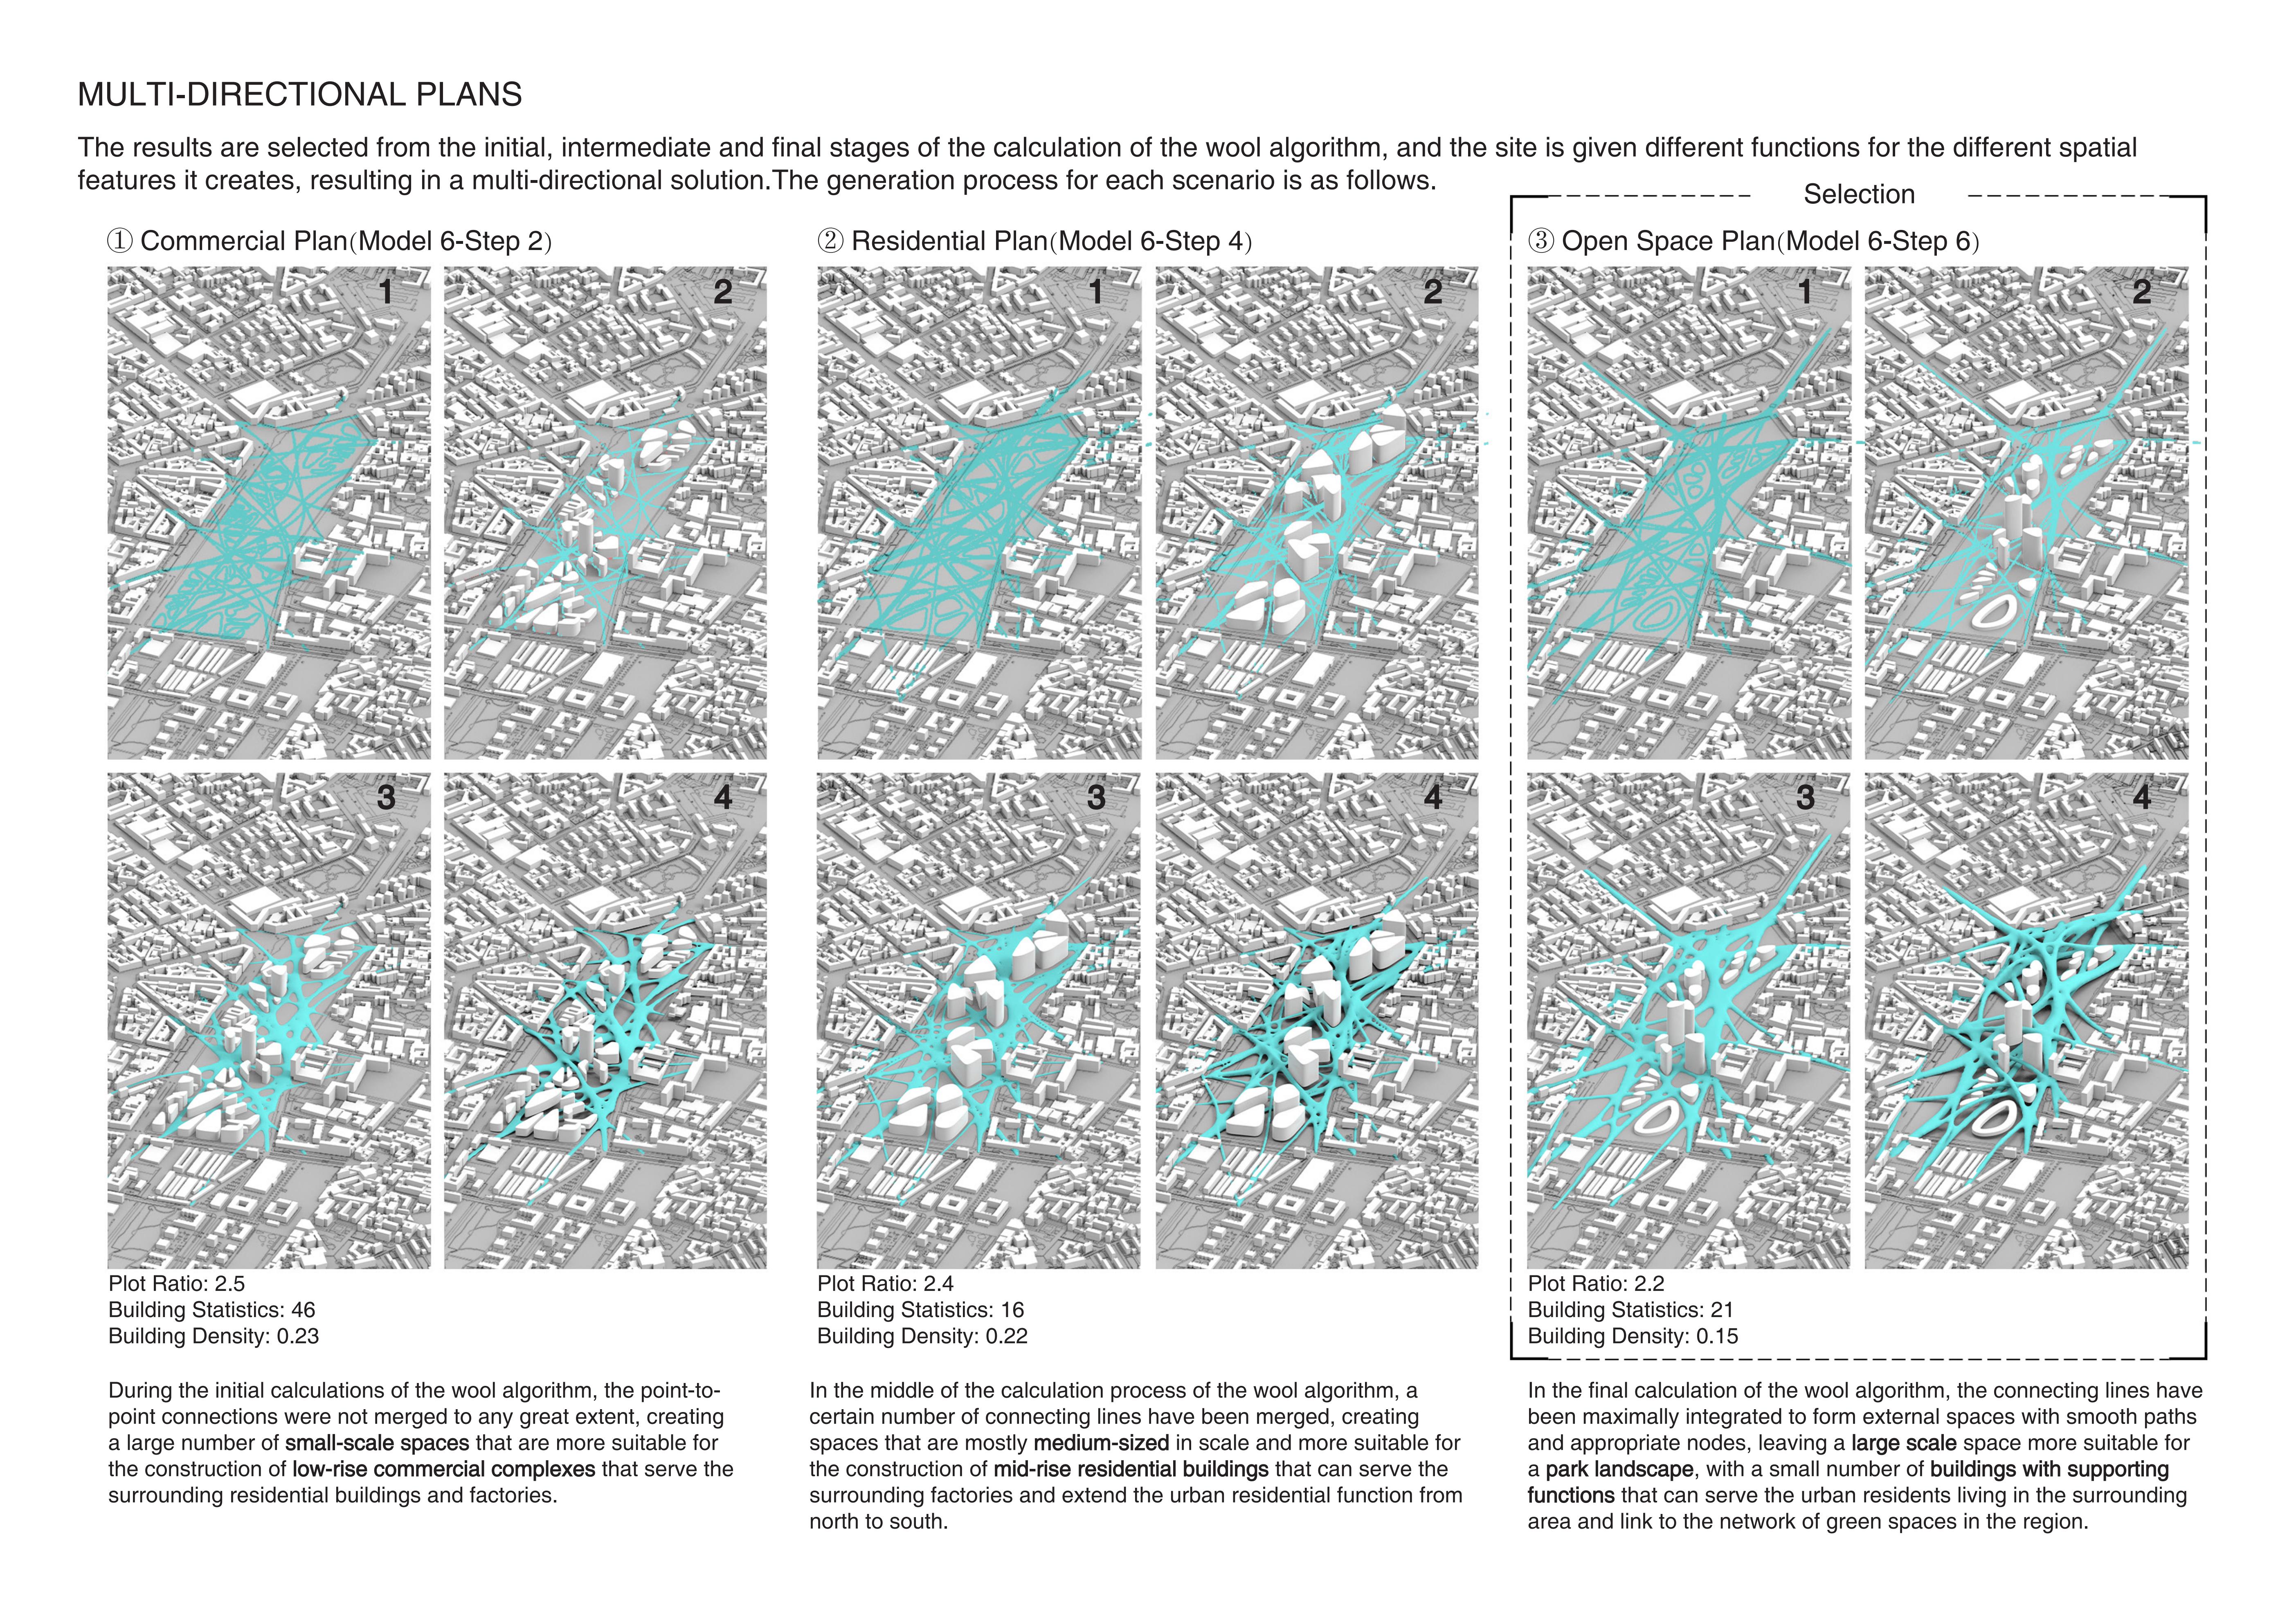 MULTI-DIRECTIONAL PLANS
The results are selected from the initial, intermediate and final stages of the calculation of the wool algorithm, and the site is given different functions for the different spatial
features it creates, resulting in a multi-directional solution.The generation process for each scenario is as follows.
Selection
① Commercial Plan(Model 6-Step 2)
1
2
3
4
Plot Ratio: 2.5
Building Statistics: 46
Building Density: 0.23
During the initial calculations of the wool algorithm, the point-to-
point connections were not merged to any great extent, creating
a large number of small-scale spaces that are more suitable for
the construction of low-rise commercial complexes that serve the
surrounding residential buildings and factories.
② Residential Plan(Model 6-Step 4)
1
2
3
4
Plot Ratio: 2.4
Building Statistics: 16
Building Density: 0.22
In the middle of the calculation process of the wool algorithm, a
certain number of connecting lines have been merged, creating
spaces that are mostly medium-sized in scale and more suitable for
the construction of mid-rise residential buildings that can serve the
surrounding factories and extend the urban residential function from
north to south.
③ Open Space Plan(Model 6-Step 6)
1
2
3
4
Plot Ratio: 2.2
Building Statistics: 21
Building Density: 0.15
In the final calculation of the wool algorithm, the connecting lines have
been maximally integrated to form external spaces with smooth paths
and appropriate nodes, leaving a large scale space more suitable for
a park landscape, with a small number of buildings with supporting
functions that can serve the urban residents living in the surrounding
area and link to the network of green spaces in the region.